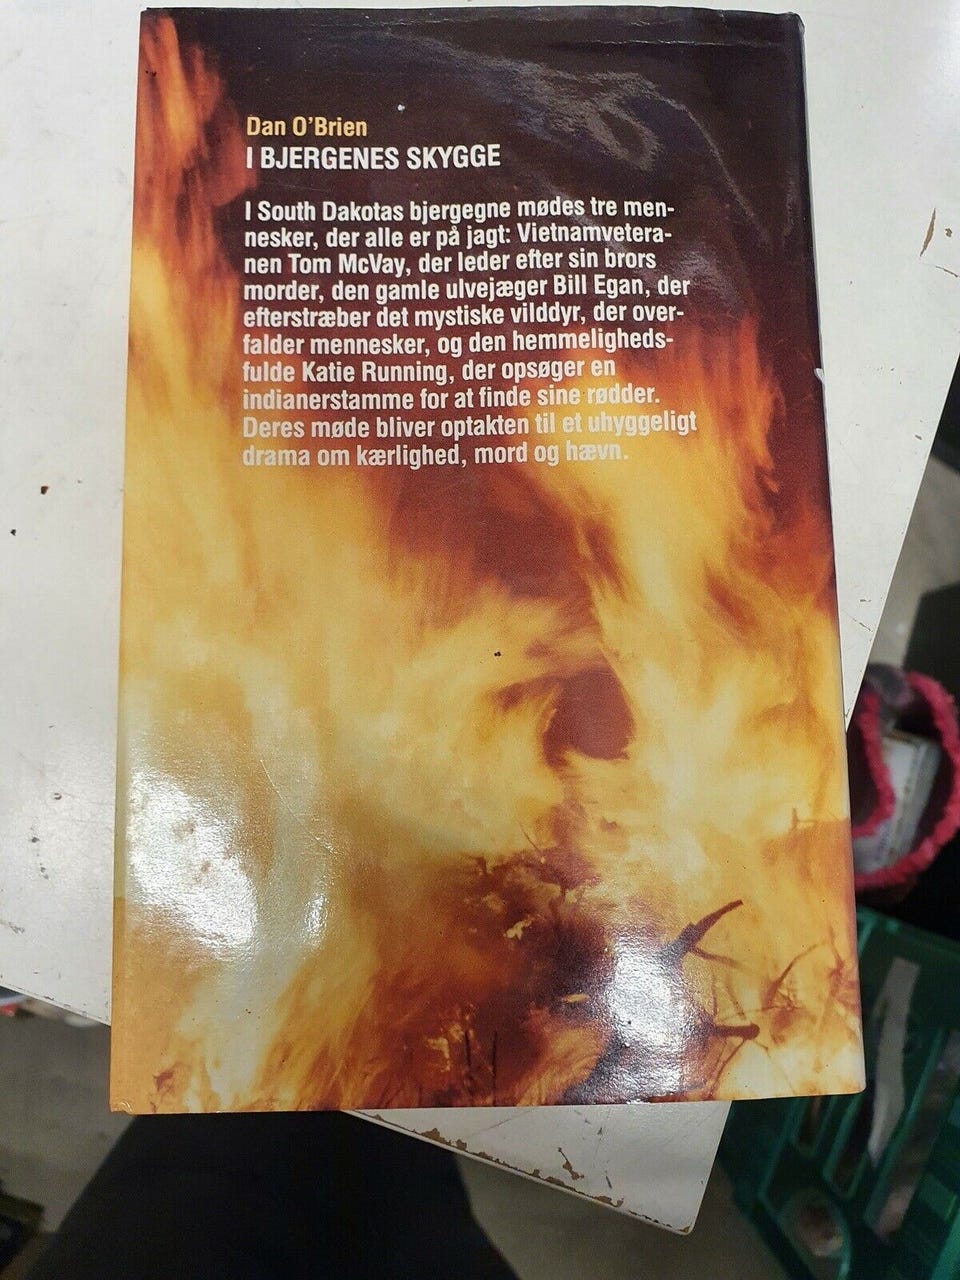 Dan O'Brien
I BJERGENES SKYGGE
I South Dakotas bjergegne mødes tre men-
nesker, der alle er på jagt: Vietnamvetera-
nen Tom McVay, der leder efter sin brors
morder, den gamle ulvejæger Bill Egan, der
efterstræber det mystiske vilddyr, der over-
falder mennesker, og den hemmeligheds-
fulde Katie Running, der opsøger en
indianerstamme for at finde sine rødder.
Deres møde bliver optakten til et uhyggeligt
drama om kærlighed, mord og hævn.